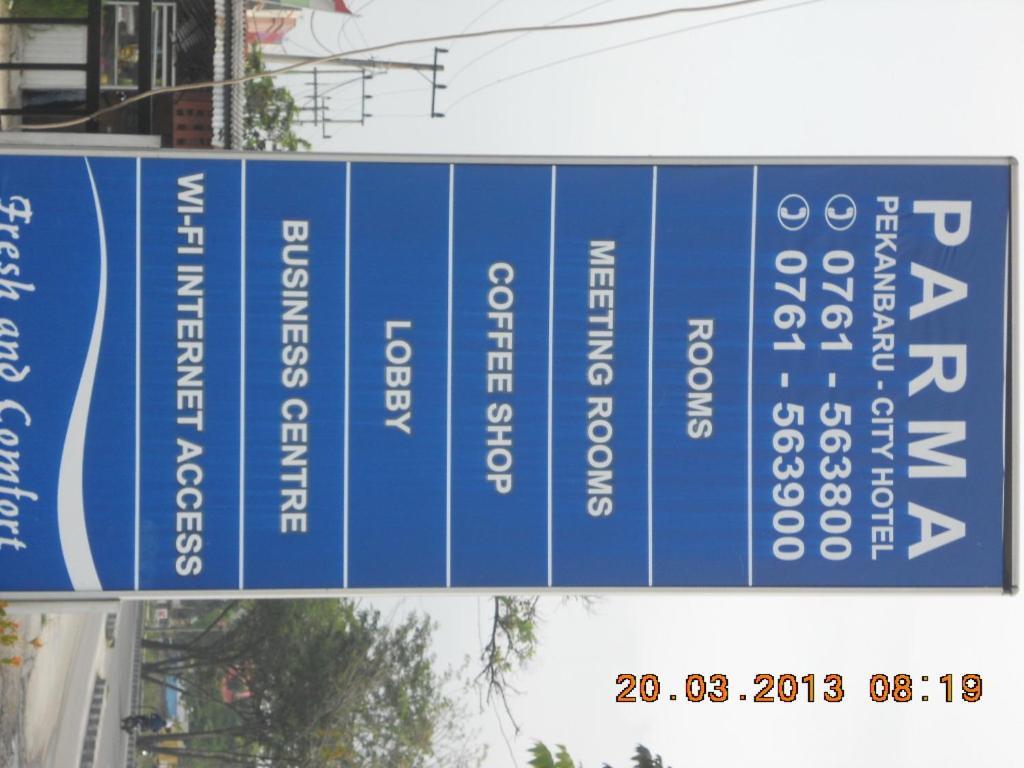 PARMA
PEKANBARU - CITY HOTEL
0761 - 563800
0761 - 563900
ROOMS
MEETING ROOMS
COFFEE SHOP
LOBBY
BUSINESS CENTRE
WI-FI INTERNET ACCESS
Fresh and Comfort
20.03.2013 08:19